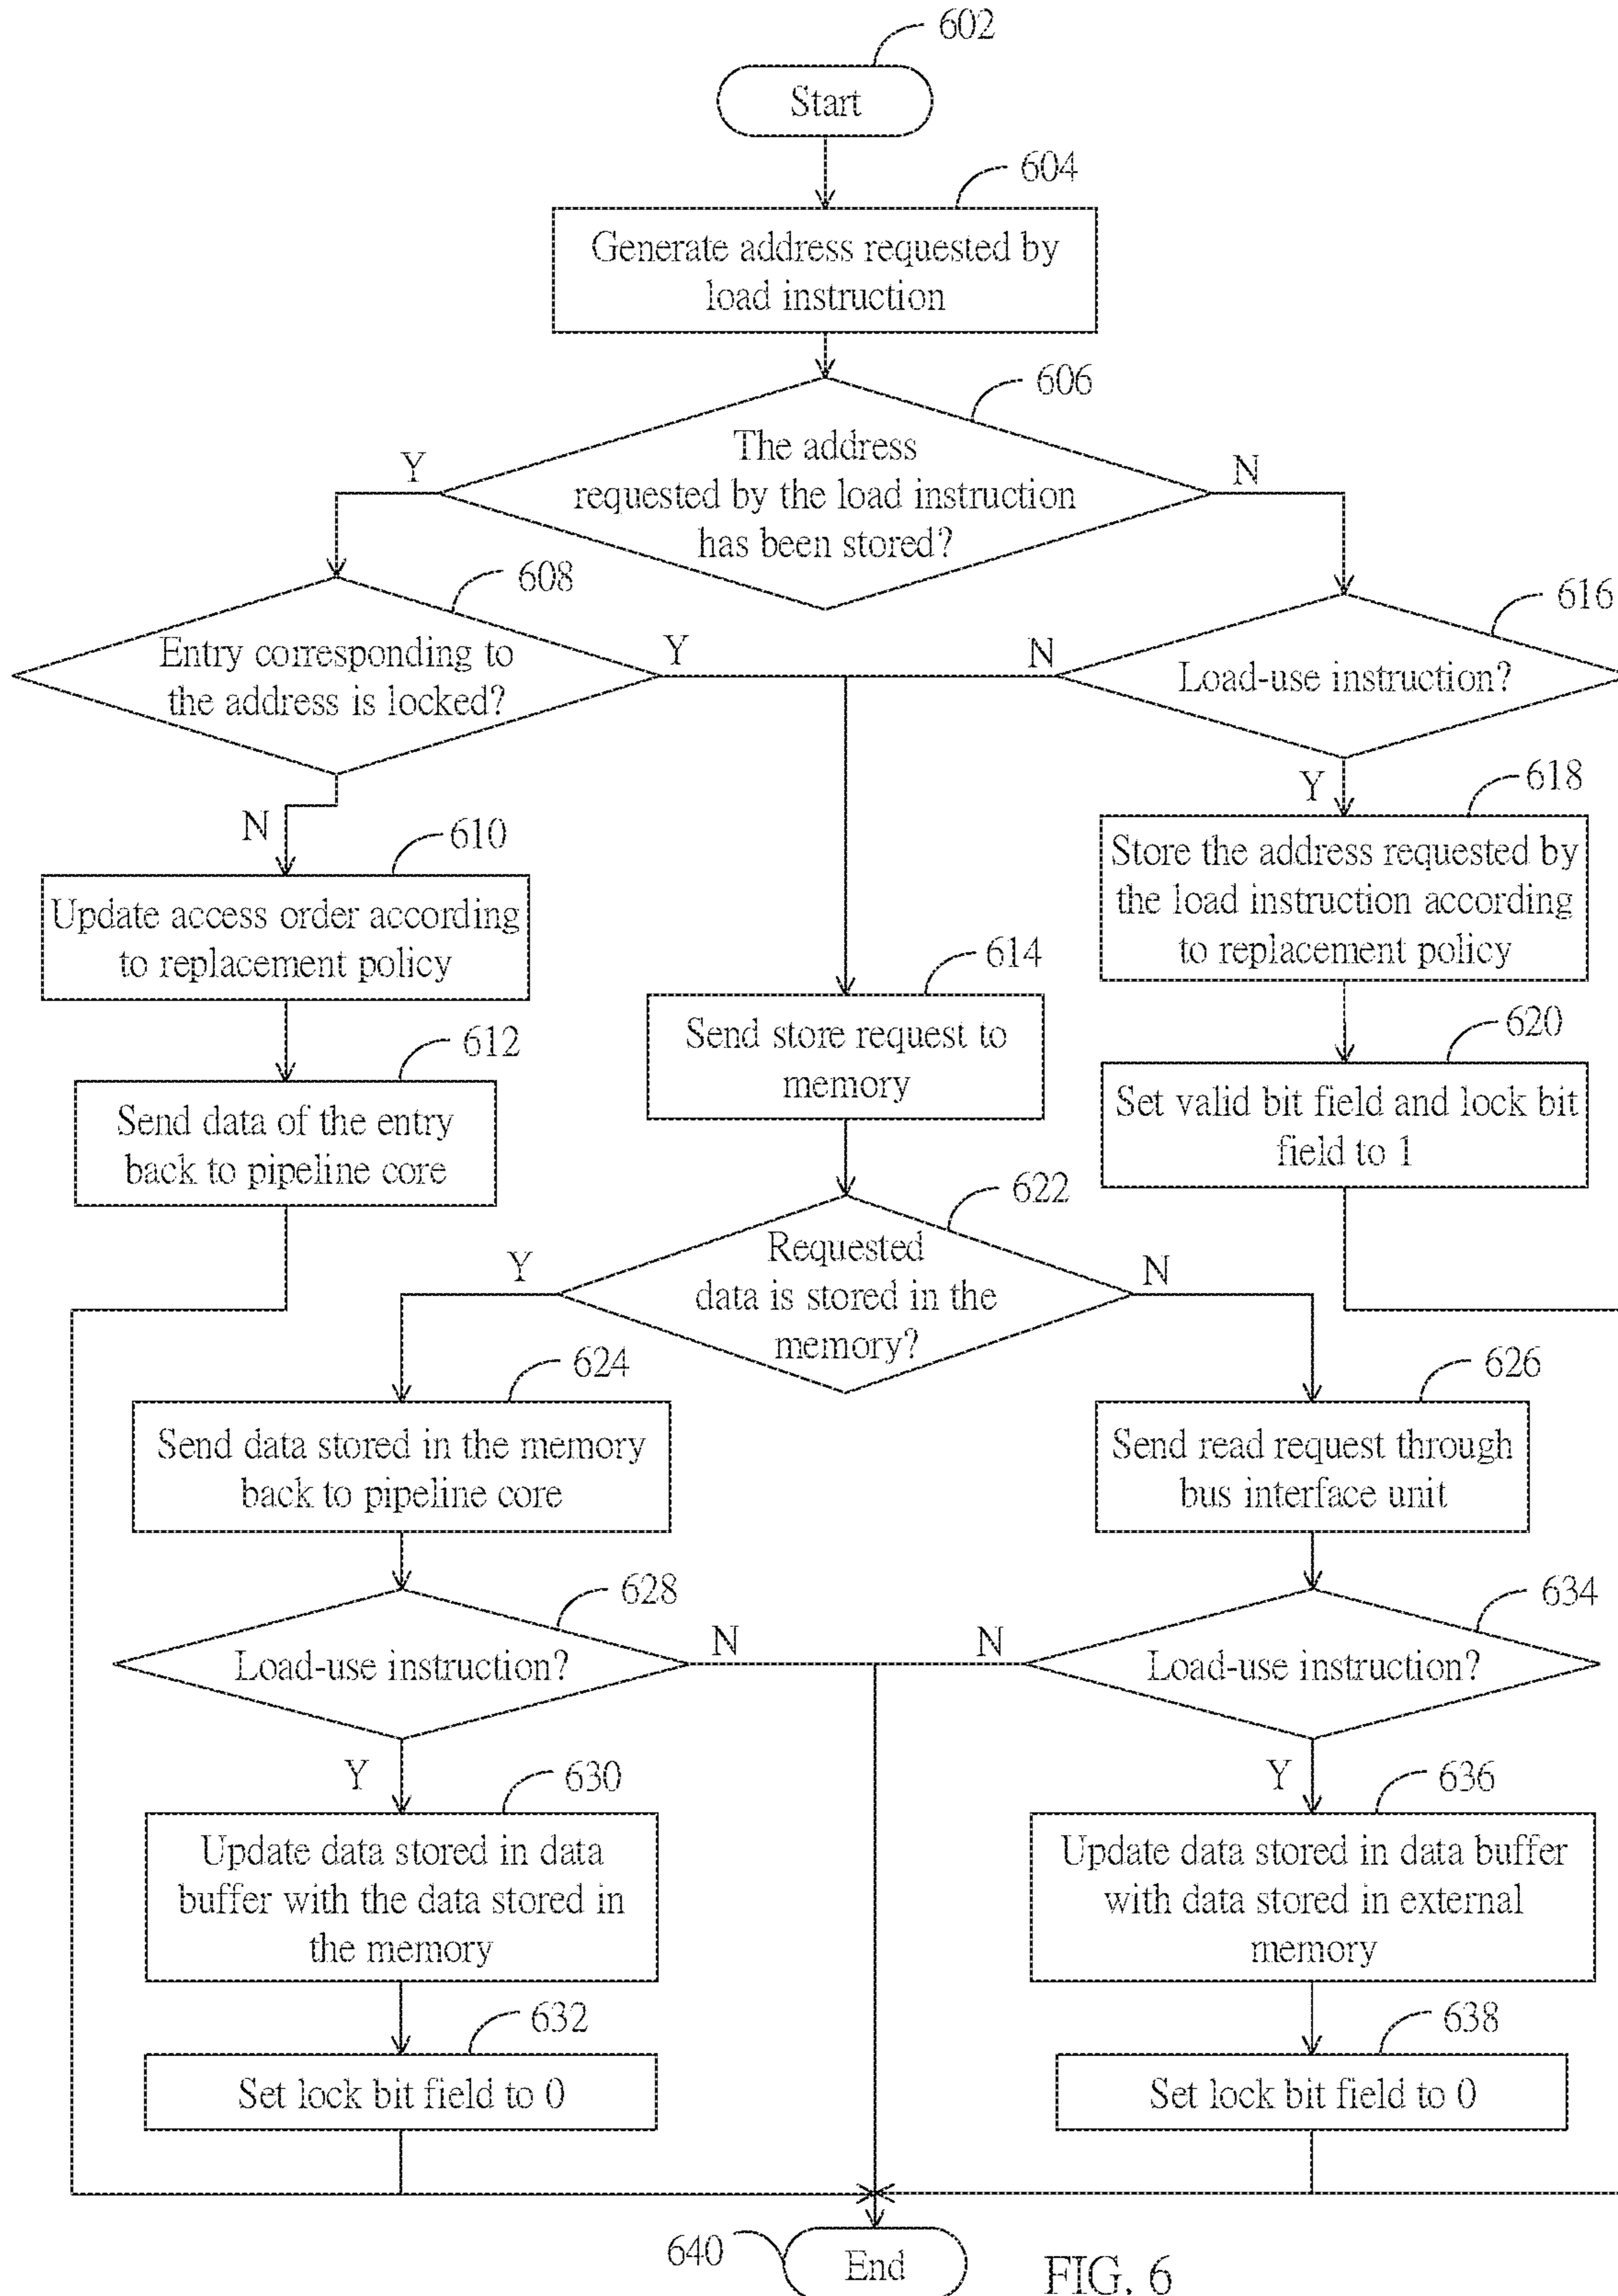 602
Start
604
Generate address requested by
load instruction
606
The address
requested by the load instruction
has been stored?
Y
N
608
Entry corresponding to
the address is locked?
Y
N
616
Load-use instruction?
N
610
Update access order according
to replacement policy
Y
618
Store the address requested by
the load instruction according
to replacement policy
614
Send store request to
memory
612
Send data of the entry
back to pipeline core
620
Set valid bit field and lock bit
field to 1
622
Requested
data is stored in the
memory?
Y
N
624
Send data stored in the memory
back to pipeline core
626
Send read request through
bus interface unit
628
Load-use instruction?
N
N
634
Load-use instruction?
Y
630
Update data stored in data
buffer with the data stored in
the memory
Y
636
Update data stored in data buffer
with data stored in external
memory
632
Set lock bit field to 0
638
Set lock bit field to 0
640
End
FIG. 6